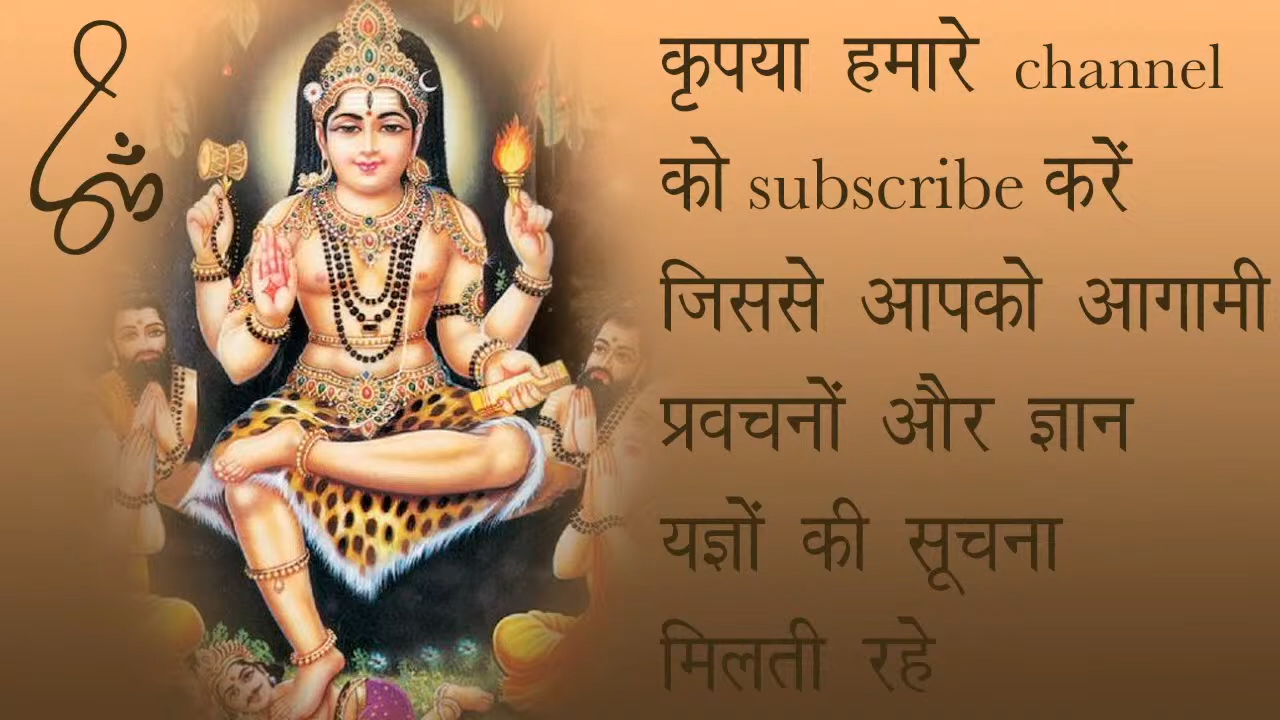 ॐ
कृपया हमारे channel
को subscribe करें
जिससे आपको आगामी
प्रवचनों और ज्ञान
यज्ञों की सूचना
मिलती रहे